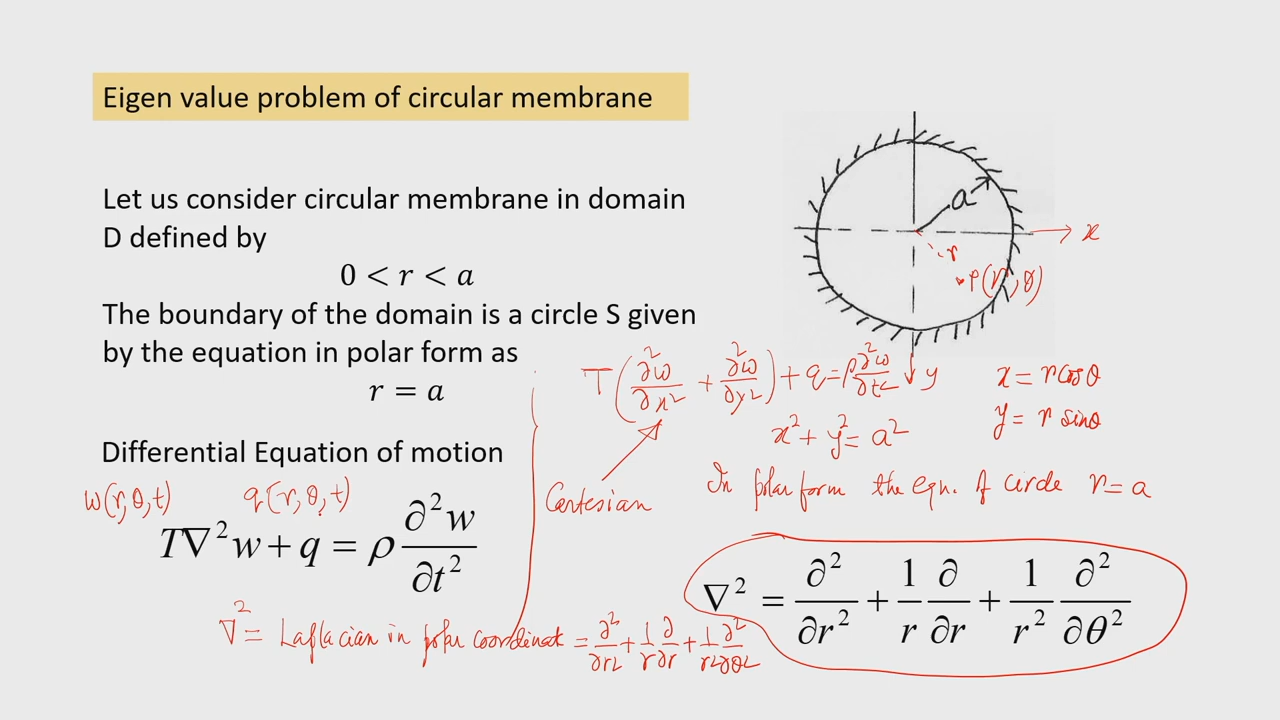 Eigen value problem of circular membrane
Let us consider circular membrane in domain
D defined by
0 < r < a
The boundary of the domain is a circle S given
by the equation in polar form as
r = a
a
x
r
P(r, θ)
y
T(∂²w/∂x² + ∂²w/∂y²) + q = ρ ∂²w/∂t²
x = r cosθ
y = r sinθ
x² + y² = a²
Cartesian
In polar form the eqn. of circle r = a
Differential Equation of motion
w(r, θ, t) q(r, θ, t)
T∇²w + q = ρ ∂²w/∂t²
∇² = ∂²/∂r² + 1/r ∂/∂r + 1/r² ∂²/∂θ²
∇² = Laplacian in polar coordinat = ∂²/∂r² + 1/r ∂/∂r + 1/r² ∂²/∂θ²